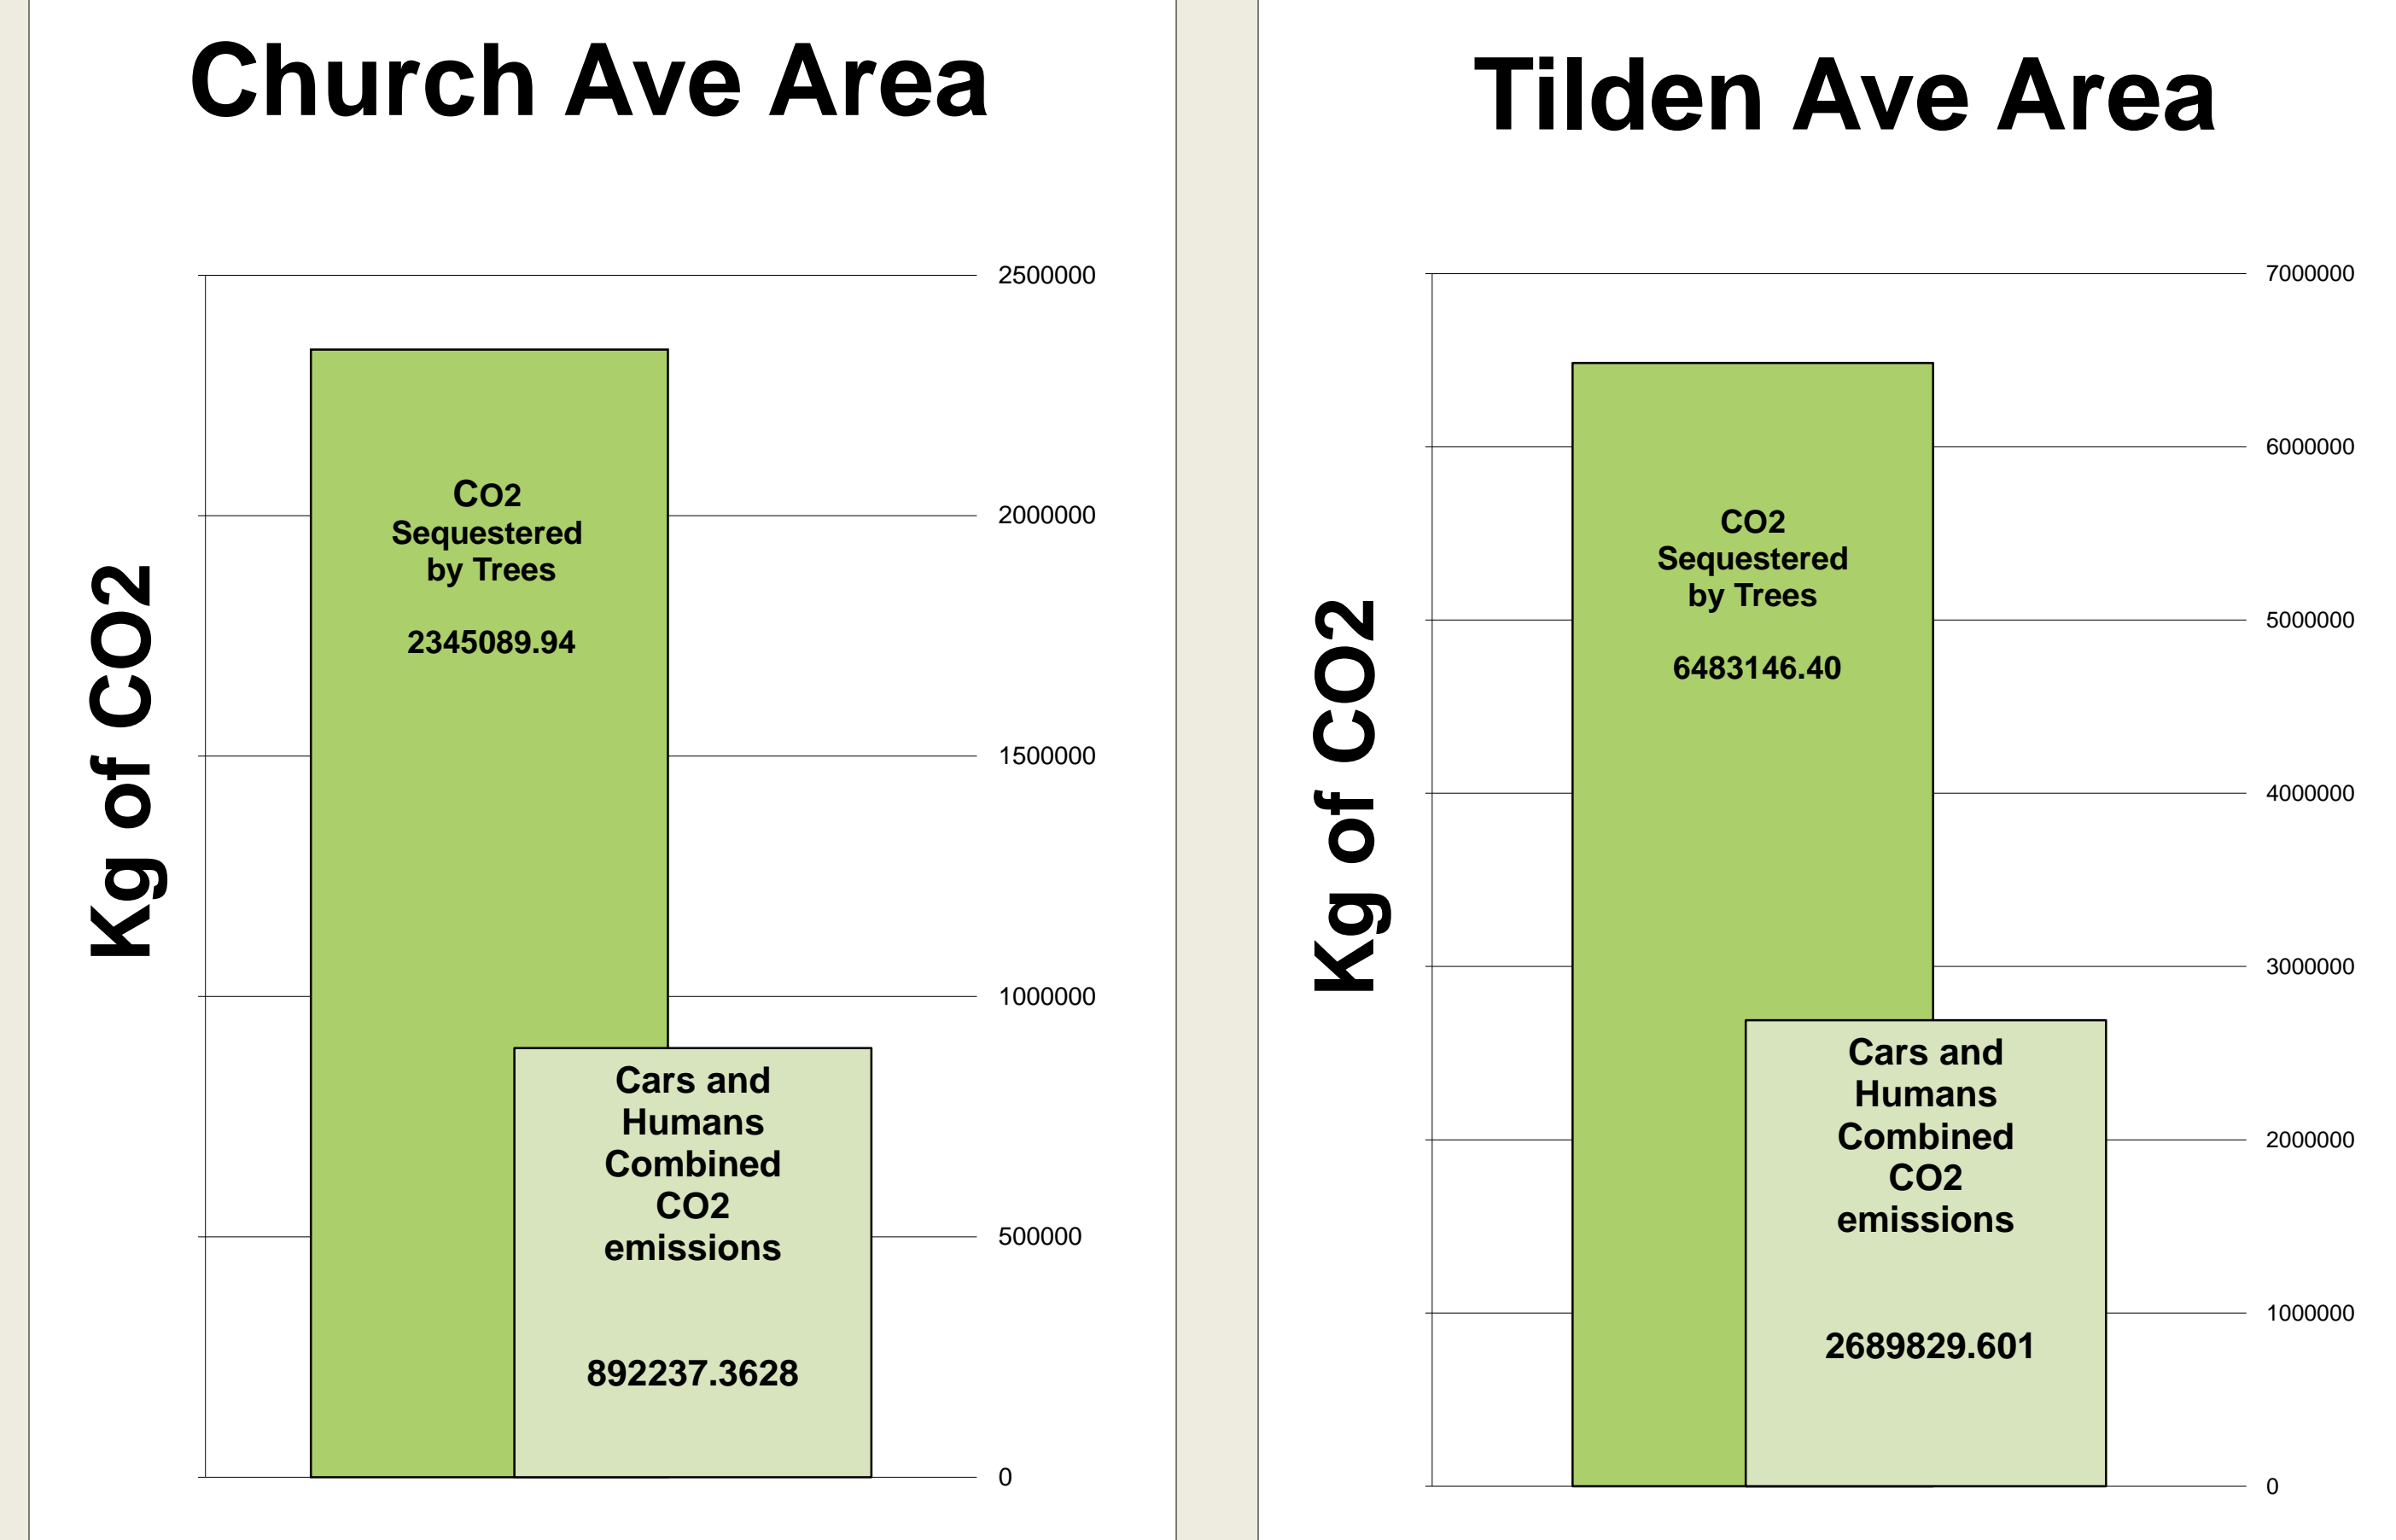 Church Ave Area
Kg of CO2
2500000
2000000
1500000
1000000
500000
0
CO2
Sequestered
by Trees
2345089.94
Cars and
Humans
Combined
CO2
emissions
892237.3628
Tilden Ave Area
Kg of CO2
7000000
6000000
5000000
4000000
3000000
2000000
1000000
0
CO2
Sequestered
by Trees
6483146.40
Cars and
Humans
Combined
CO2
emissions
2689829.601